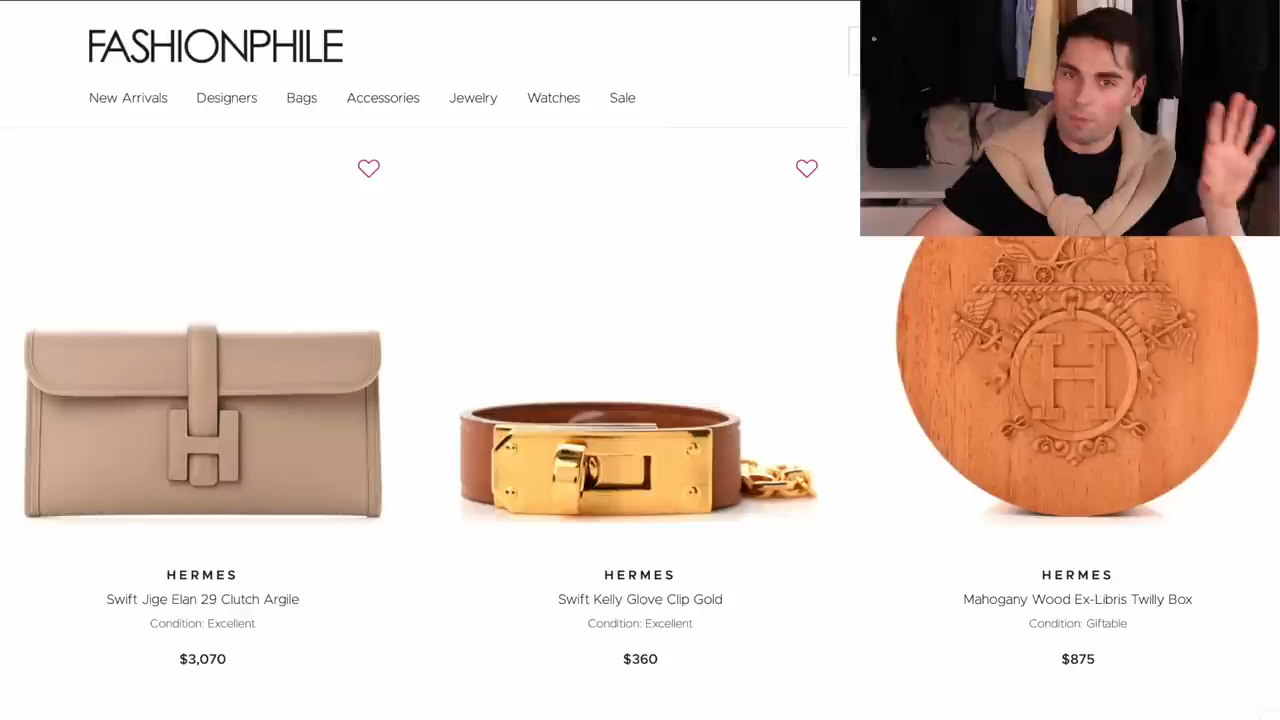 FASHIONPHILE
New Arrivals Designers Bags Accessories Jewelry Watches Sale
H
HERMES
Swift Jige Elan 29 Clutch Argile
Condition: Excellent
$3,070
HERMES
Swift Kelly Glove Clip Gold
Condition: Excellent
$360
H
HERMES
Mahogany Wood Ex-Libris Twilly Box
Condition: Giftable
$875